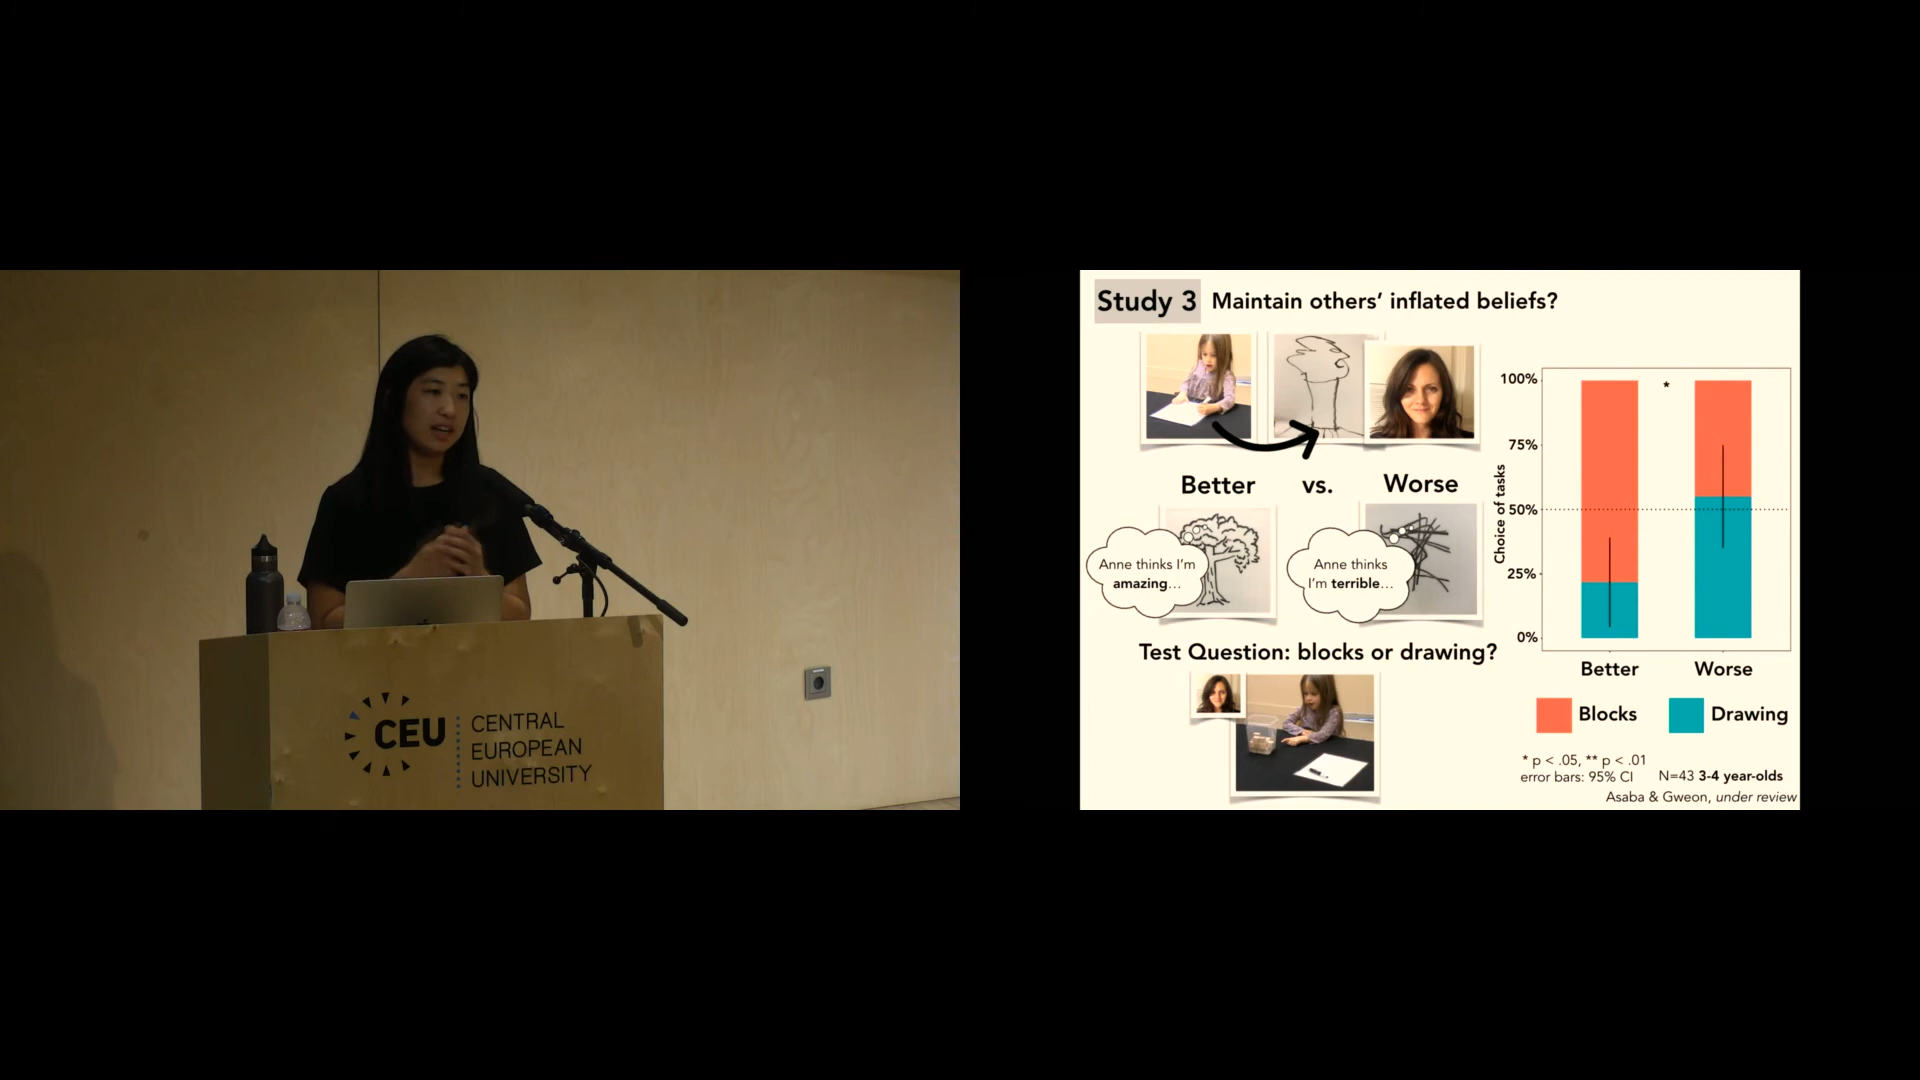 CEU
CENTRAL
EUROPEAN
UNIVERSITY
Study 3 Maintain others' inflated beliefs?
Better vs. Worse
Anne thinks I'm
amazing...
Anne thinks
I'm terrible...
Test Question: blocks or drawing?
Choice of tasks
100%
75%
50%
25%
0%
*
Better Worse
Blocks Drawing
* p < .05, ** p < .01
error bars: 95% CI N=43 3-4 year-olds
Asaba & Gweon, under review